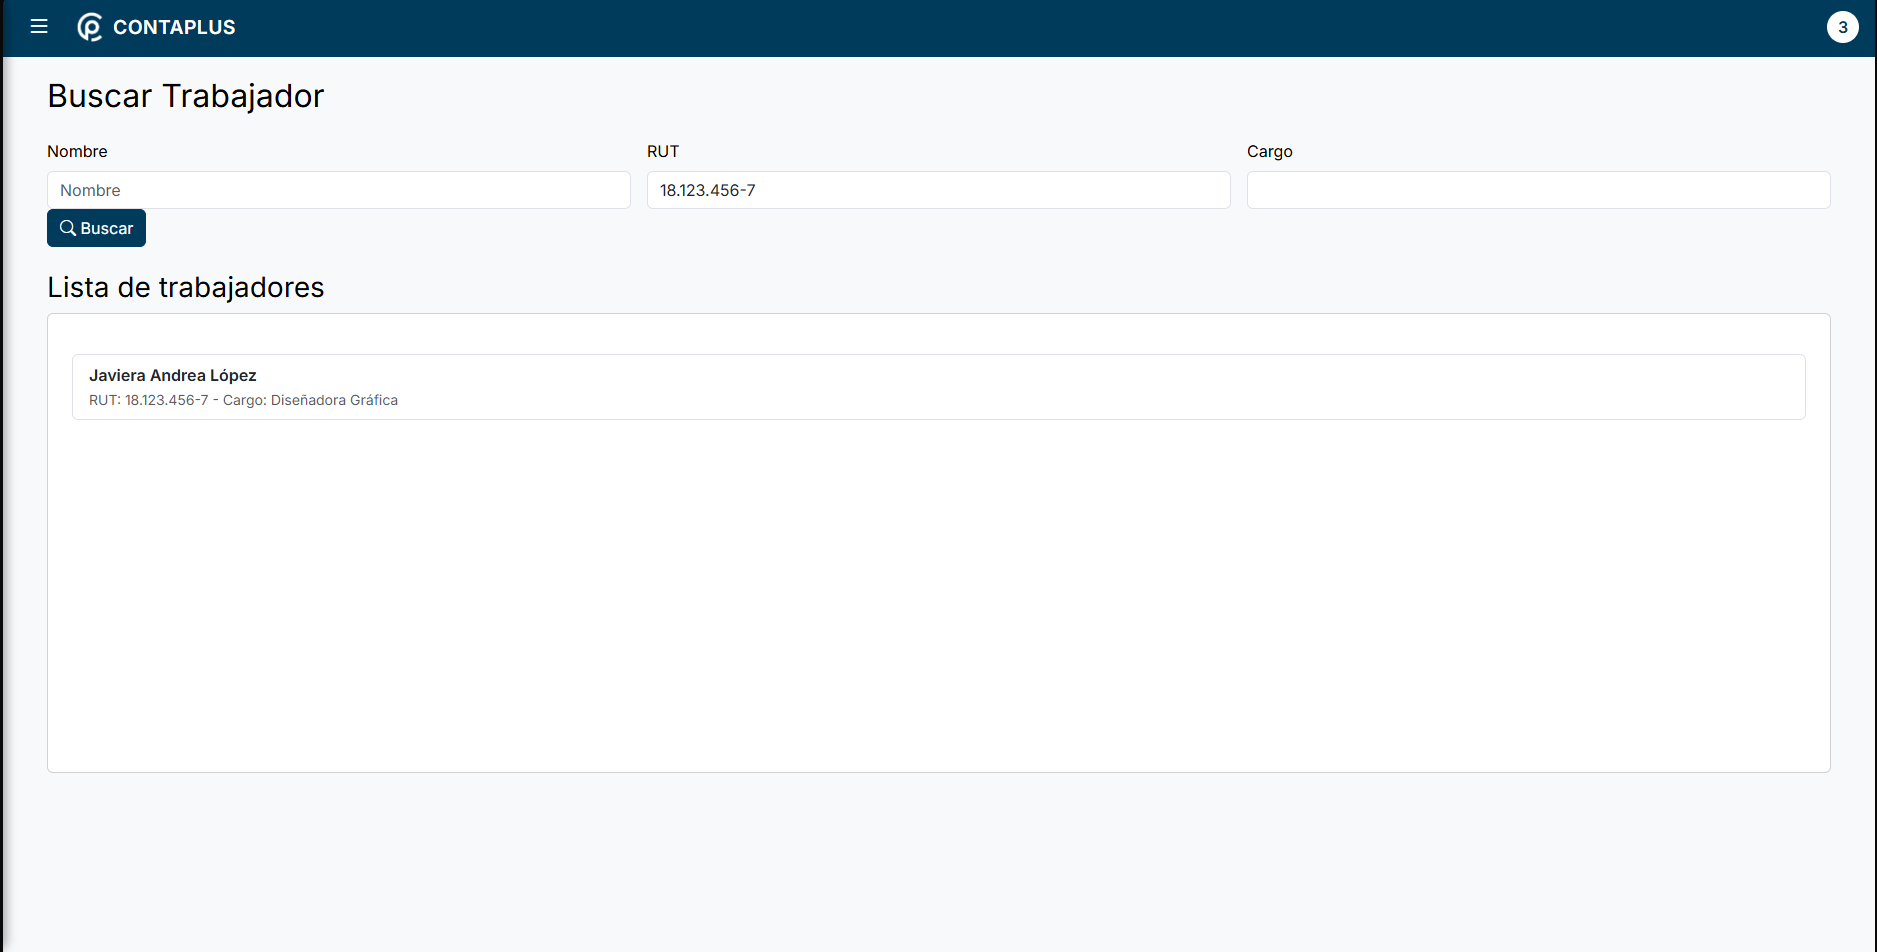 CONTAPLUS
3
Buscar Trabajador
Nombre
RUT
Cargo
Nombre
18.123.456-7
Buscar
Lista de trabajadores
Javiera Andrea López
RUT: 18.123.456-7 - Cargo: Diseñadora Gráfica